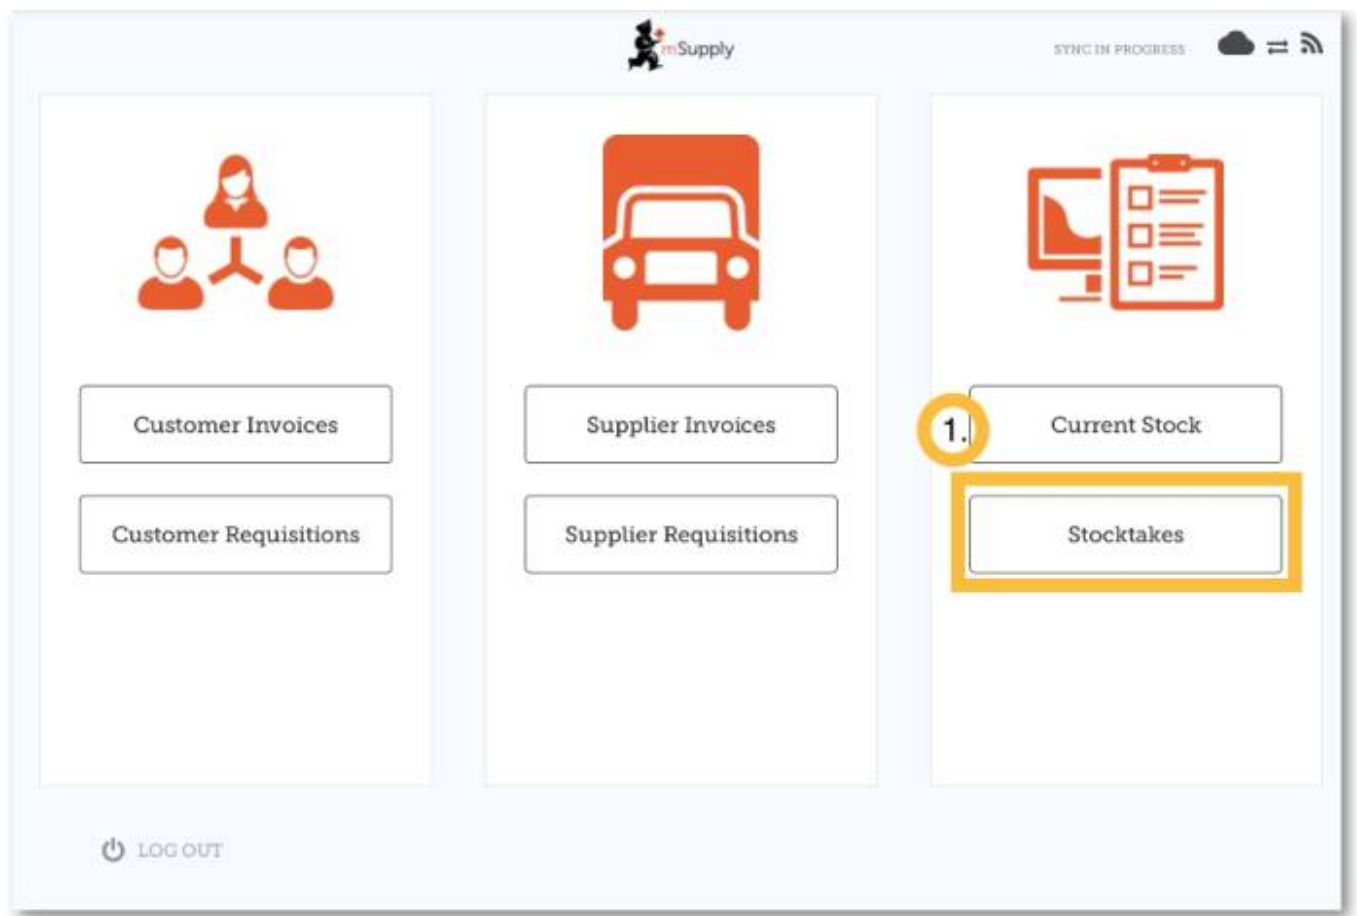 mSupply
SYNC IN PROGRESS
Customer Invoices
Customer Requisitions
Supplier Invoices
Supplier Requisitions
1.
Current Stock
Stocktakes
LOG OUT